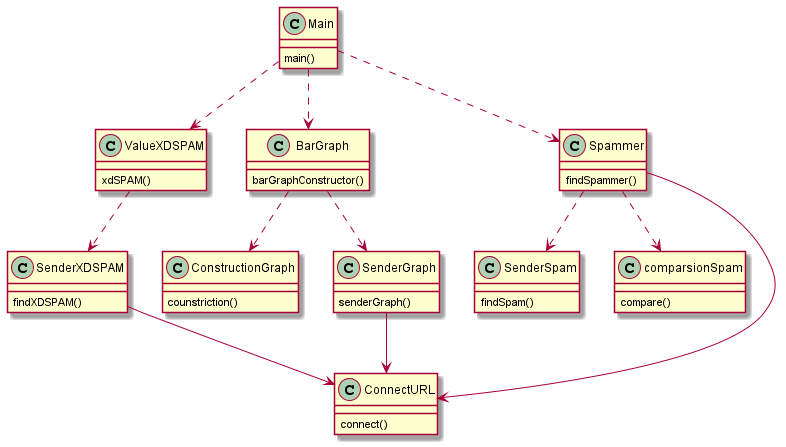 C Main
main()
C ValueXDSPAM
xdSPAM()
C BarGraph
barGraphConstructor()
C Spammer
findSpammer()
C SenderXDSPAM
findXDSPAM()
C ConstructionGraph
counstriction()
C SenderGraph
senderGraph()
C SenderSpam
findSpam()
C comparsionSpam
compare()
C ConnectURL
connect()